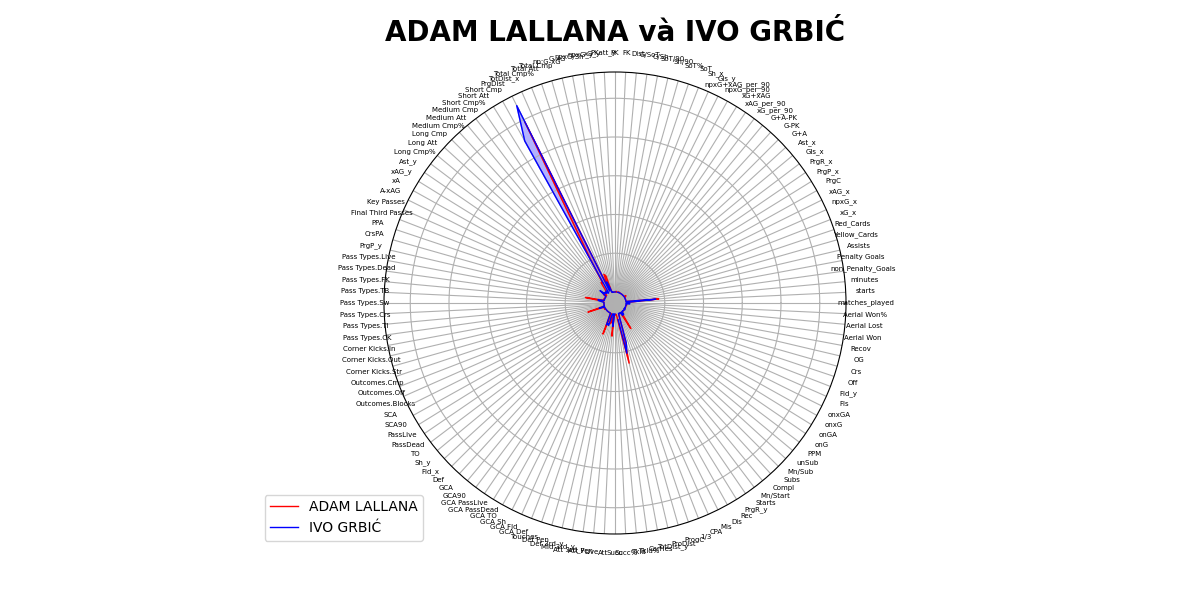 ADAM LALLANA và IVO GRBIĆ
FK
Gls_y
npxG+xAG_per_90
npxG_per_90
xG+xAG
xAG_per_90
xG_per_90
G+A-PK
G-PK
G+A
Ast_x
Gls_x
PrgR_x
PrgP_x
PrgC
xAG_x
npxG_x
xG_x
Red_Cards
Yellow_Cards
Assists
Penalty Goals
non_Penalty_Goals
minutes
starts
matches_played
Aerial Won%
Aerial Lost
Aerial Won
Recov
OG
Crs
Off
Fld_y
Fls
onxGA
onxG
onGA
onG
PPM
unSub
Mn/Sub
Subs
Compl
Mn/Start
Starts
PrgR_y
Rec
Dis
Mis
CPA
1/3
ProgC
PrgDist
TotDist_x
Total Cmp%
Short Cmp
Short Att
Short Cmp%
Medium Cmp
Medium Att
Medium Cmp%
Long Cmp
Long Att
Long Cmp%
Ast_y
xAG_y
xA
A-xAG
Key Passes
Final Third Passes
PPA
CrsPA
PrgP_y
Pass Types.Live
Pass Types.Dead
Pass Types.FK
Pass Types.TB
Pass Types.Sw
Pass Types.Crs
Pass Types.TI
Pass Types.CK
Corner Kicks.In
Corner Kicks.Out
Corner Kicks.Str
Outcomes.Cmp
Outcomes.Off
Outcomes.Blocks
SCA
SCA90
PassLive
PassDead
TO
Sh_y
Fld_x
Def
GCA
GCA90
GCA PassLive
GCA PassDead
GCA TO
GCA Sh
GCA Fld
GCA Def
Touches
ADAM LALLANA
IVO GRBIĆ